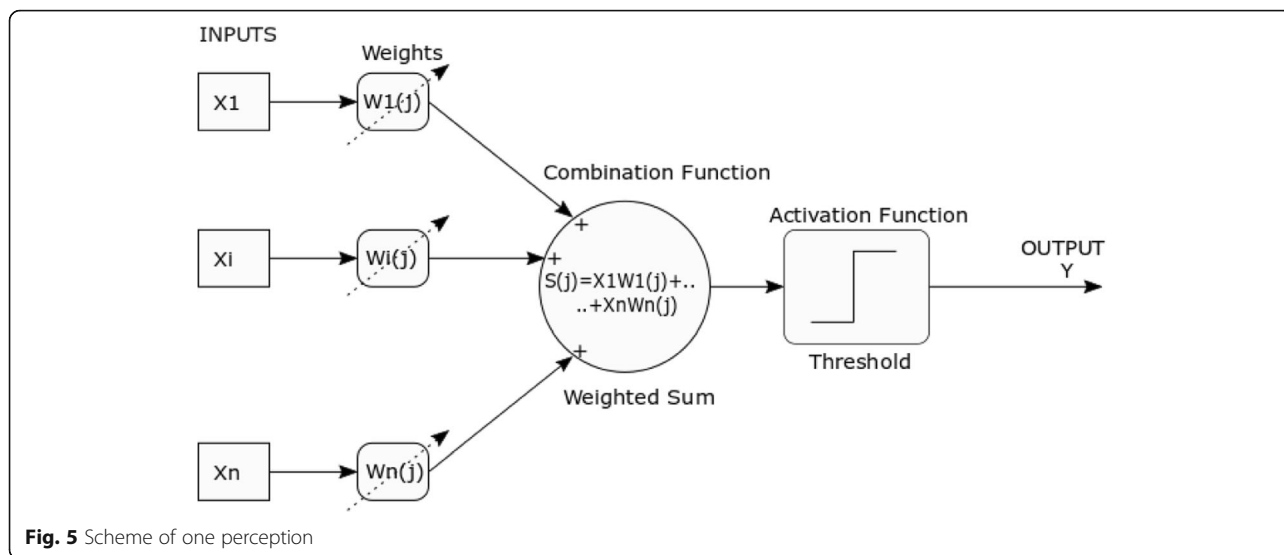 INPUTS
Weights
X1
W1(j)
Combination Function
+
Xi
Wi(j)
+
S(j)=X1W1(j)+..
..+XnWn(j)
+
Activation Function
OUTPUT
Y
Threshold
Weighted Sum
Xn
Wn(j)
Fig. 5 Scheme of one perception